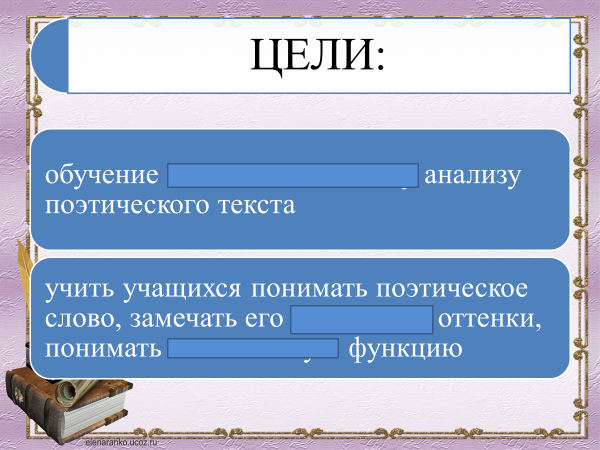 ЦЕЛИ:
обучение анализу
поэтического текста
учить учащихся понимать поэтическое
слово, замечать его оттенки,
понимать функцию
elenaranko.ucoz.ru